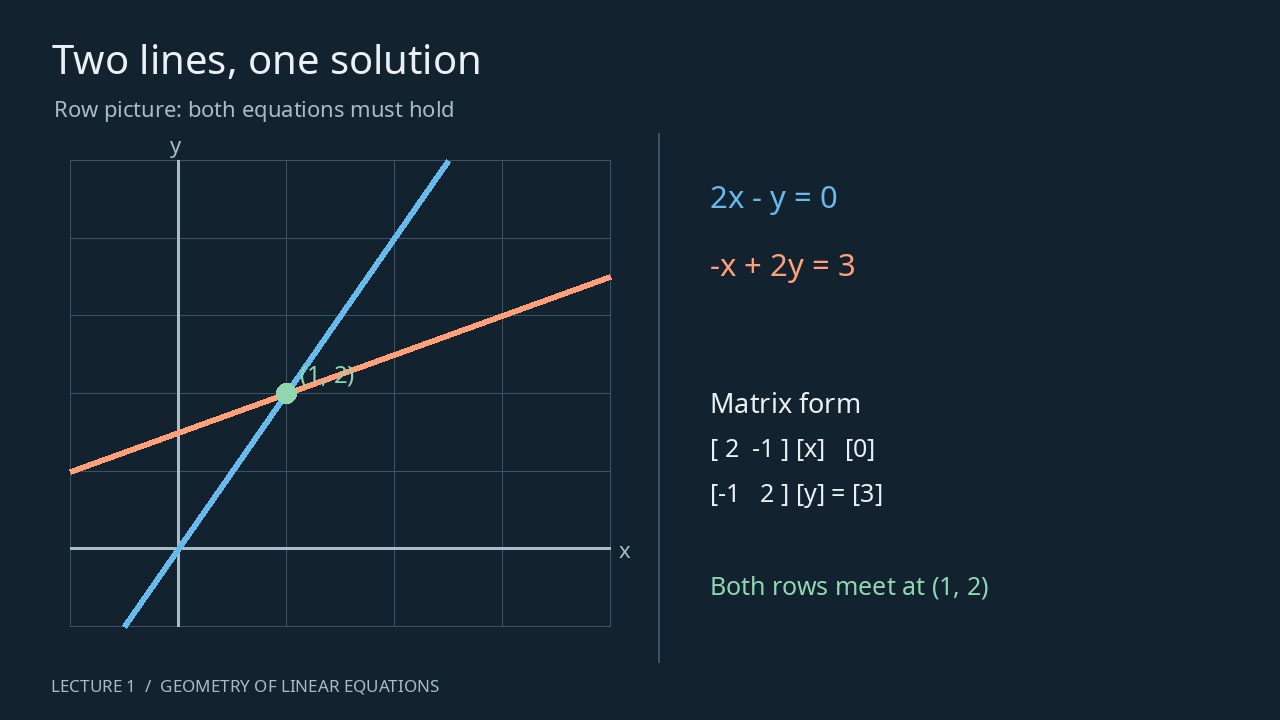 Two lines, one solution
Row picture: both equations must hold
y
(1, 2)
x
2x - y = 0
-x + 2y = 3
Matrix form
[ 2  -1 ] [x]   [0]
[-1   2 ] [y] = [3]
Both rows meet at (1, 2)
LECTURE 1  /  GEOMETRY OF LINEAR EQUATIONS